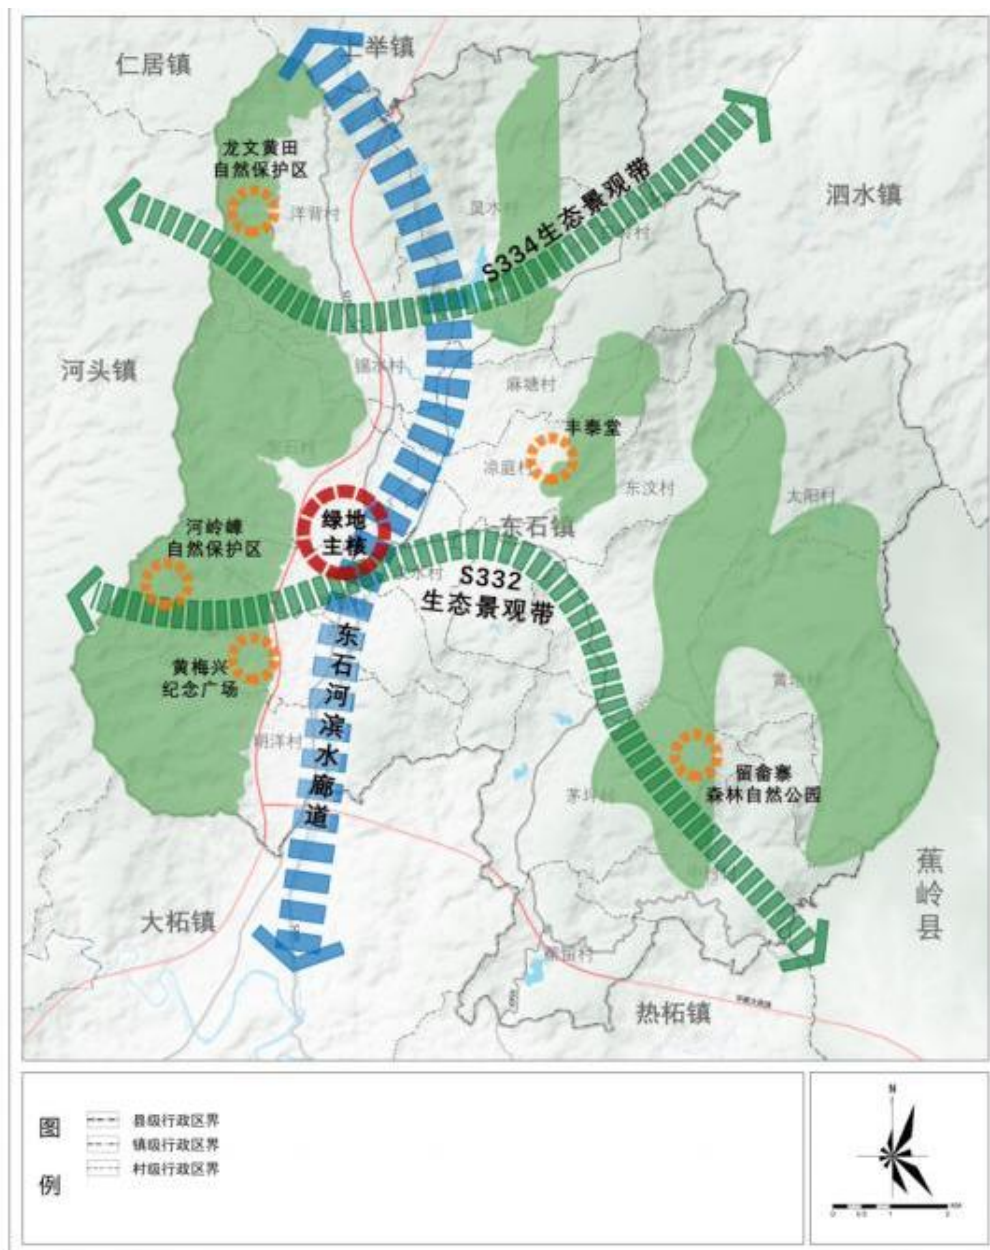 仁居镇
上举镇
龙文黄田
自然保护区
洋背村
泗水镇
S334生态景观带
河头镇
锡水村
麻塘村
丰泰堂
凉庭村
东汶村
太阳村
绿地
主核
东石镇
河岭嶂
自然保护区
S332
生态景观带
黄梅兴
纪念广场
东石河滨水廊道
明洋村
留畲寨
森林自然公园
茅坪村
蕉岭县
大柘镇
热柘镇
图例
县级行政区界
镇级行政区界
村级行政区界
N